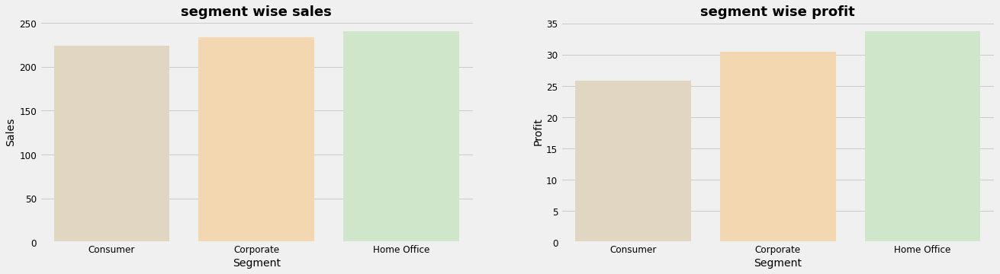 segment wise sales
250
200
150
100
50
0
Sales
Consumer Corporate Home Office
Segment
segment wise profit
35
30
25
20
15
10
5
0
Profit
Consumer Corporate Home Office
Segment